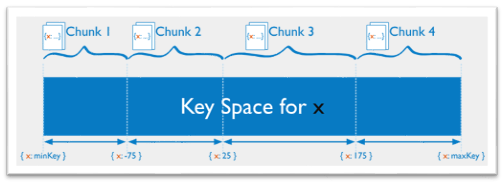 {x: ...} Chunk 1
{x: ...} Chunk 2
{x: ...} Chunk 3
{x: ...} Chunk 4
Key Space for x
{ x: minKey }
{ x: -75 }
{ x: 25 }
{ x: 175 }
{ x: maxKey }